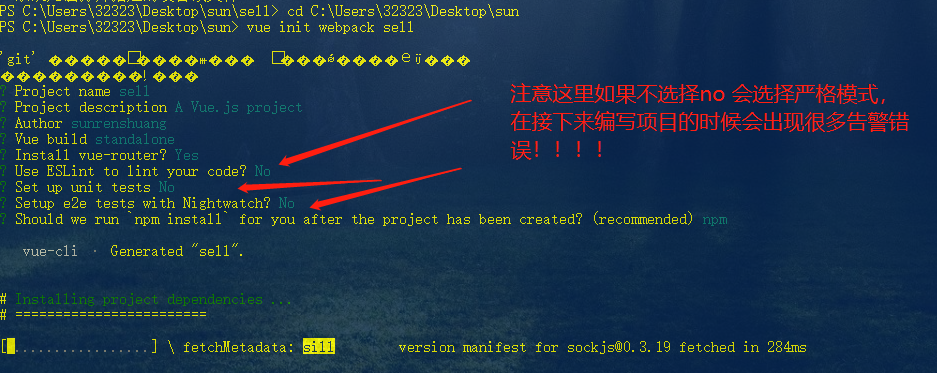 PS C:\Users\32323\Desktop\sun\sell> cd C:\Users\32323\Desktop\sun
PS C:\Users\32323\Desktop\sun> vue init webpack sell
'git'
? Project name sell
? Project description A Vue.js project
? Author sunrenshuang
? Vue build standalone
? Install vue-router? Yes
? Use ESLint to lint your code? No
? Set up unit tests No
? Setup e2e tests with Nightwatch? No
? Should we run `npm install` for you after the project has been created? (recommended) npm
vue-cli · Generated "sell".
# Installing project dependencies ...
# ========================
[ ................] \ fetchMetadata: sill version manifest for sockjs@0.3.19 fetched in 284ms
注意这里如果不选择no 会选择严格模式，
在接下来编写项目的时候会出现很多告警错
误！！！！